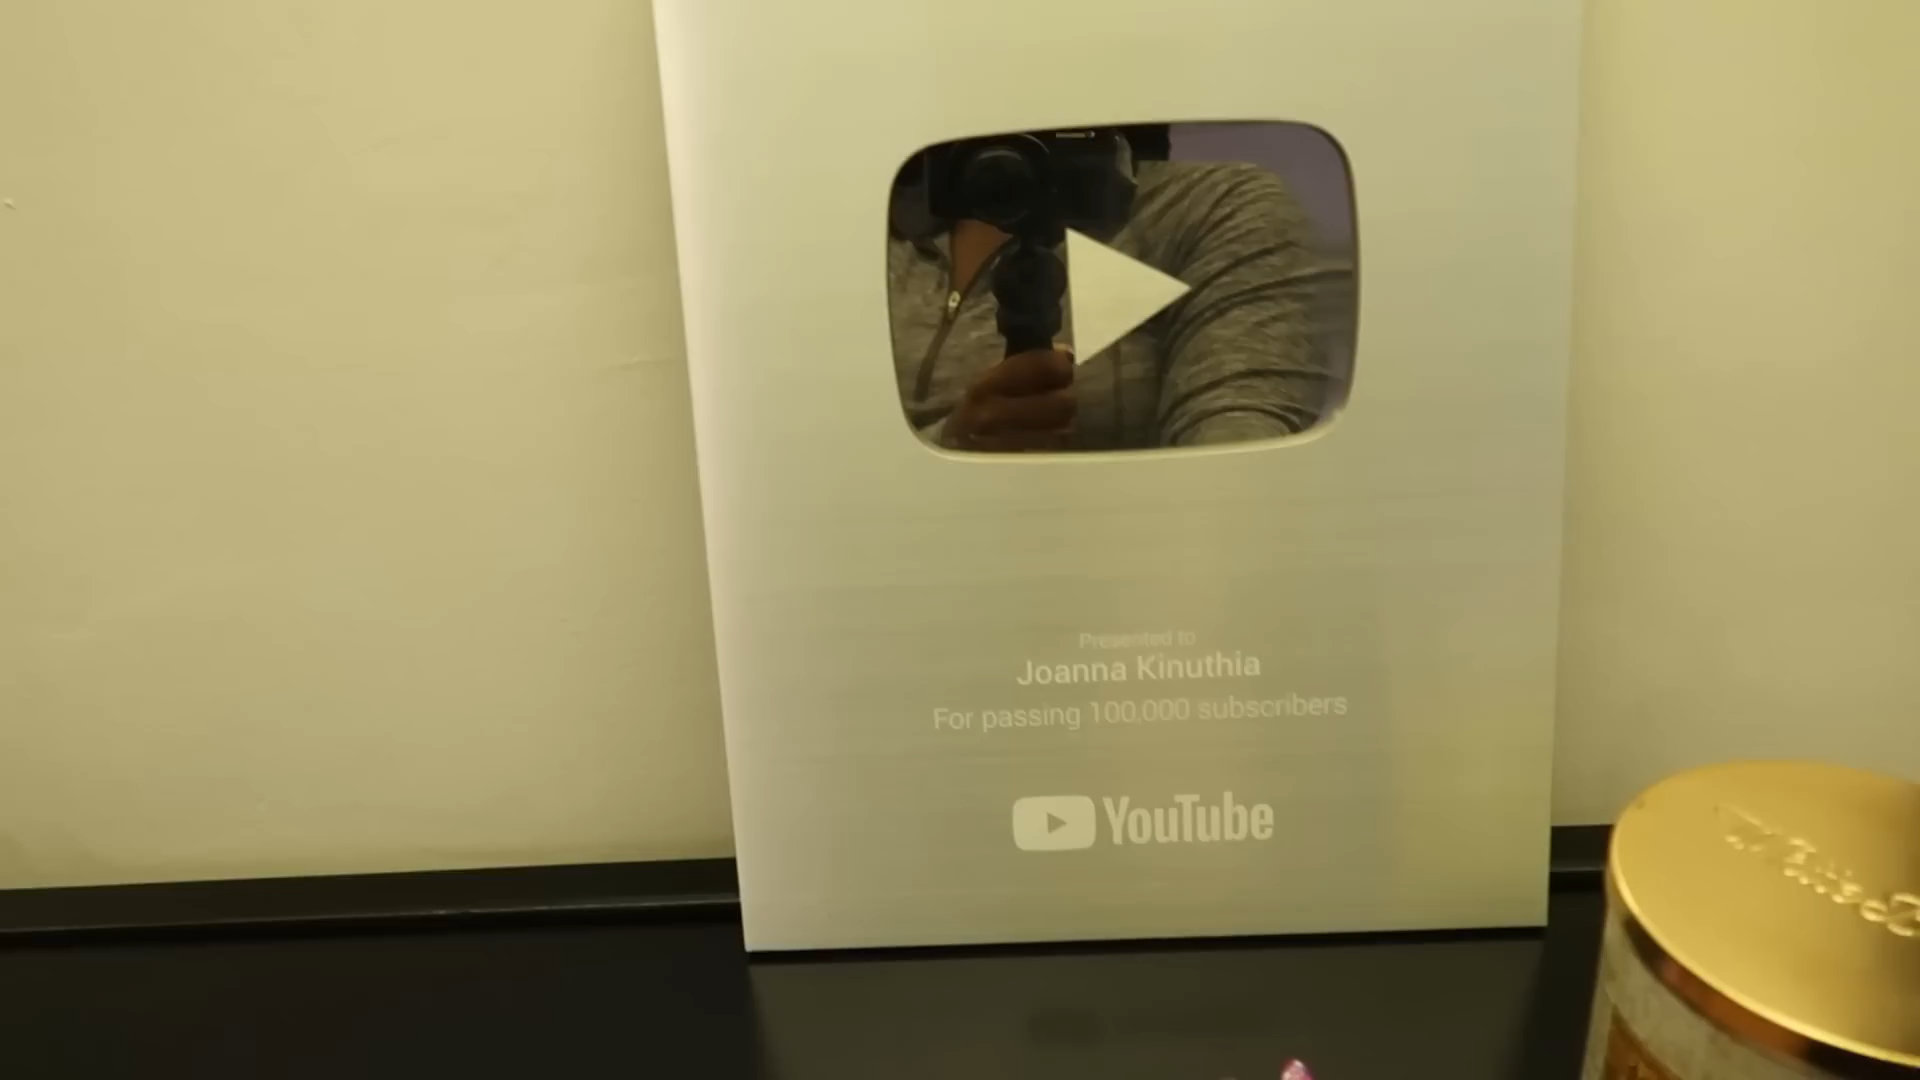 Presented to
Joanna Kinuthia
For passing 100,000 subscribers
YouTube